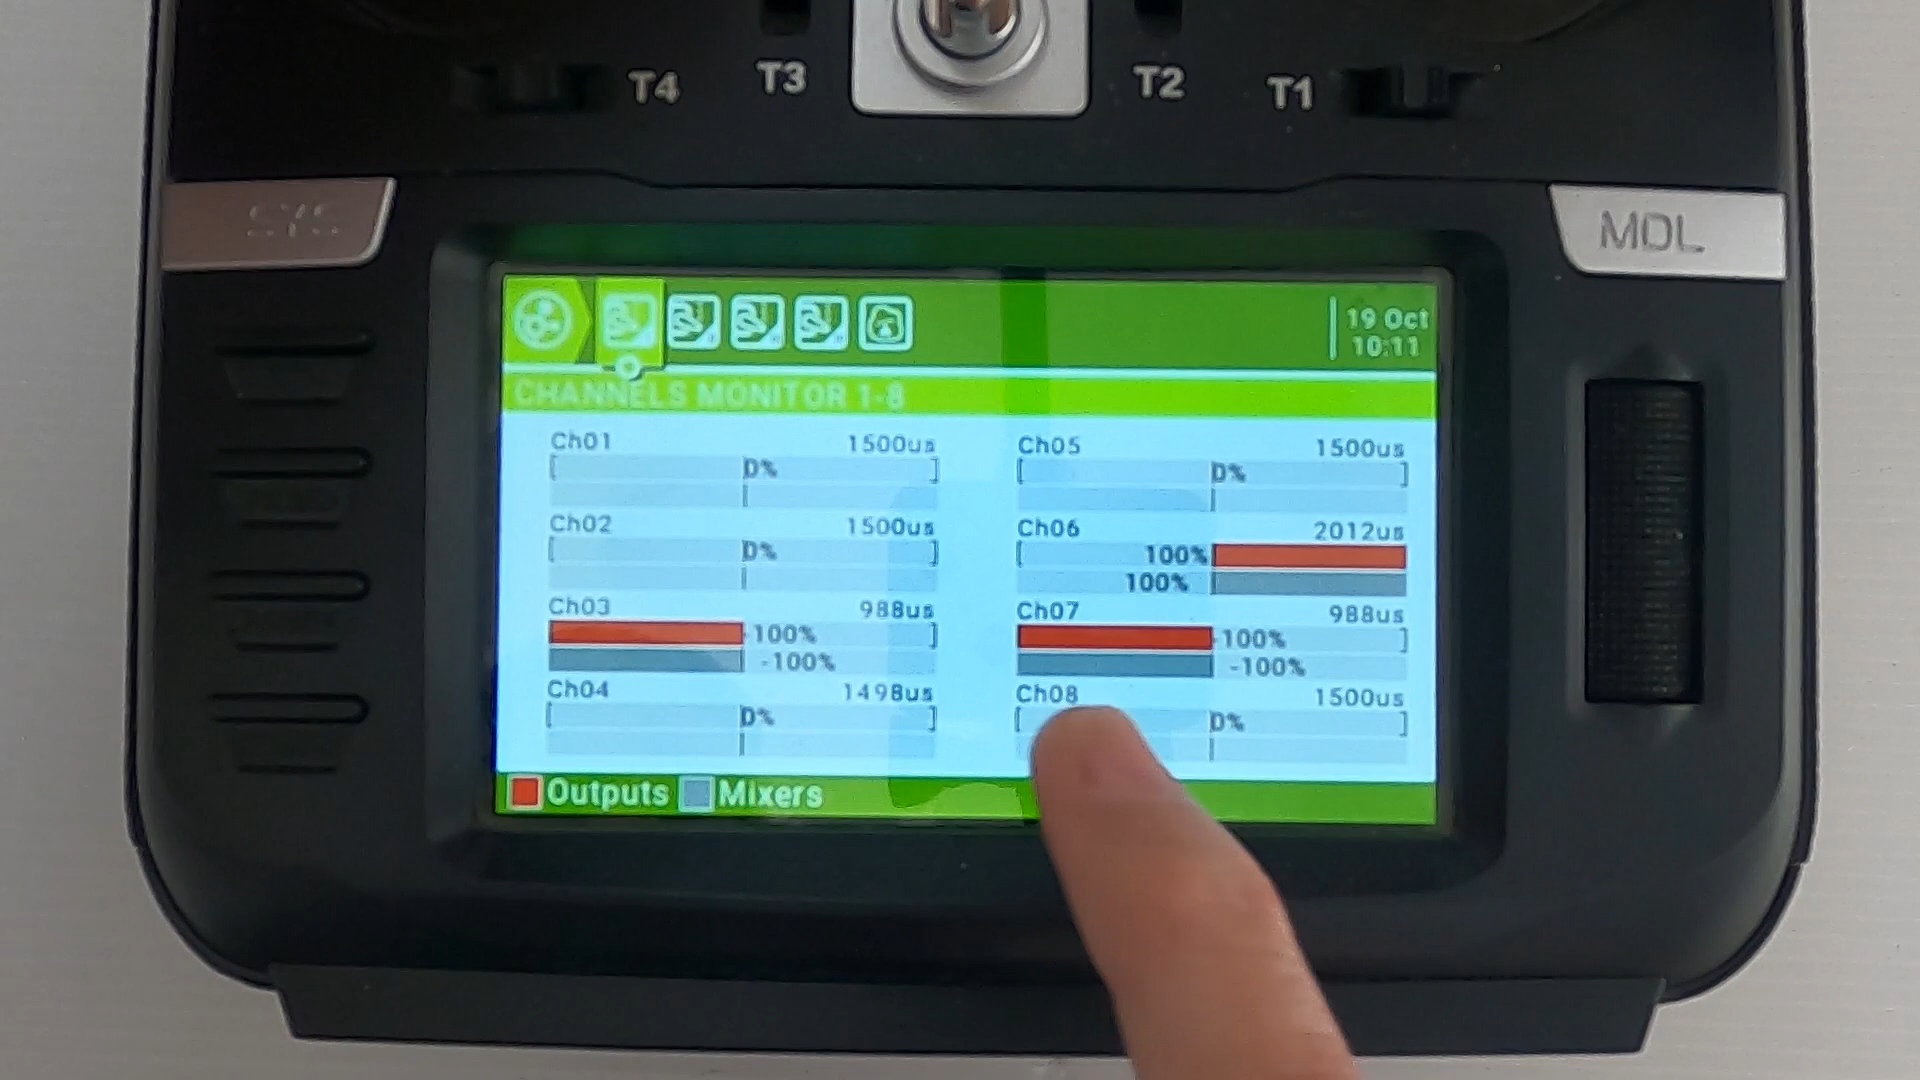 T4 T3 T2 T1
SYS
MDL
19 Oct
10:11
CHANNELS MONITOR 1-8
Ch01 1500us
0%
Ch02 1500us
0%
Ch03 988us
-100%
-100%
Ch04 1498us
0%
Ch05 1500us
0%
Ch06 2012us
100%
100%
Ch07 988us
-100%
-100%
Ch08 1500us
0%
Outputs Mixers